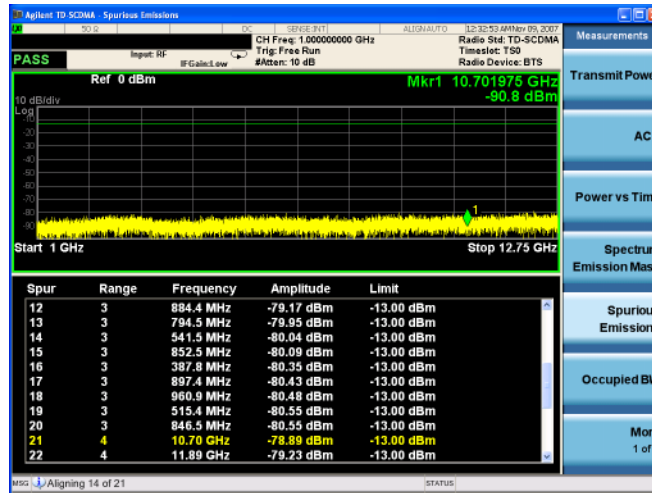 Agilent TD-SCDMA - Spurious Emissions
50 Ω DC SENSE:INT ALIGN AUTO 12:32:53 AM Nov 09, 2007
CH Freq: 1.000000000 GHz Radio Std: TD-SCDMA
Input: RF Trig: Free Run Timeslot: TS0
PASS IFGain:Low #Atten: 10 dB Radio Device: BTS
Ref 0 dBm Mkr1 10.701975 GHz
10 dB/div -90.8 dBm
Log
-10
-20
-30
-40
-50
-60
-70
-80
-90
1
Start 1 GHz Stop 12.75 GHz
Spur Range Frequency Amplitude Limit
12 3 884.4 MHz -79.17 dBm -13.00 dBm
13 3 794.5 MHz -79.95 dBm -13.00 dBm
14 3 541.5 MHz -80.04 dBm -13.00 dBm
15 3 852.5 MHz -80.09 dBm -13.00 dBm
16 3 387.8 MHz -80.35 dBm -13.00 dBm
17 3 897.4 MHz -80.43 dBm -13.00 dBm
18 3 960.9 MHz -80.48 dBm -13.00 dBm
19 3 515.4 MHz -80.55 dBm -13.00 dBm
20 3 846.5 MHz -80.55 dBm -13.00 dBm
21 4 10.70 GHz -78.89 dBm -13.00 dBm
22 4 11.89 GHz -79.23 dBm -13.00 dBm
MSG Aligning 14 of 21 STATUS
Measurements
Transmit Powe
AC
Power vs Tim
Spectru
Emission Mas
Spuriou
Emission
Occupied B
Mor
1 of